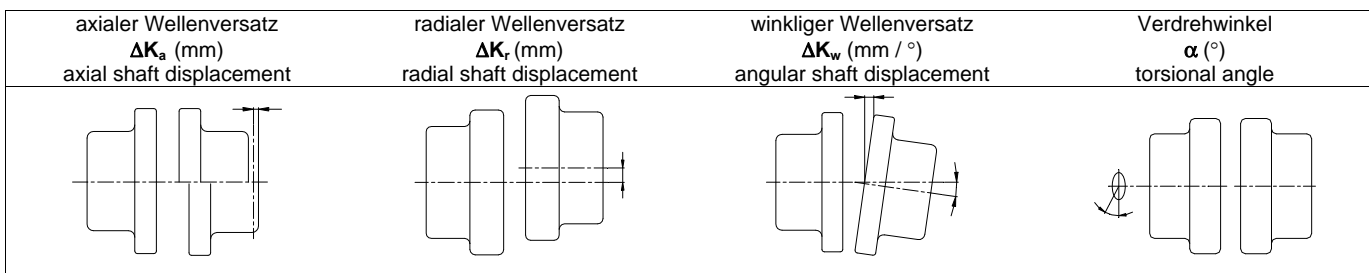 axialer Wellenversatz
ΔKₐ (mm)
axial shaft displacement
radialer Wellenversatz
ΔKᵣ (mm)
radial shaft displacement
winkliger Wellenversatz
ΔK_w (mm / °)
angular shaft displacement
Verdrehwinkel
α (°)
torsional angle